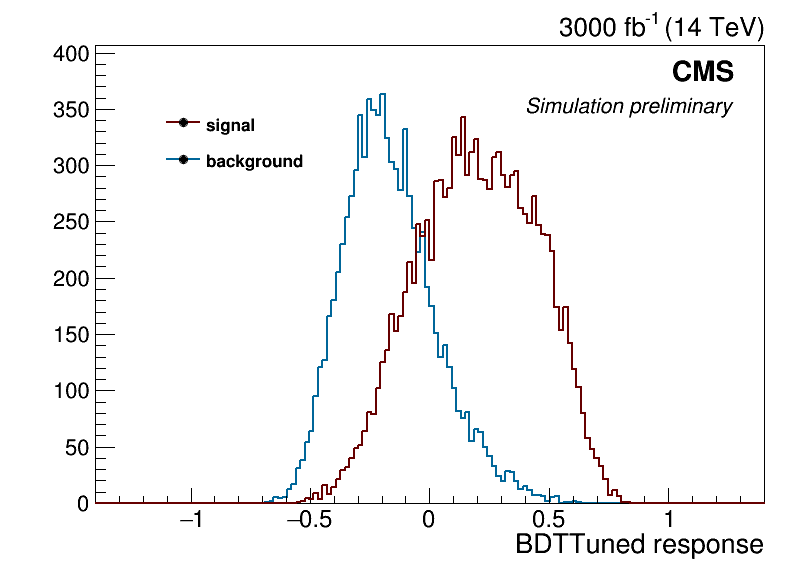 3000 fb-1 (14 TeV)
CMS
Simulation preliminary
signal
background
400
350
300
250
200
150
100
50
0
−1 −0.5 0 0.5 1
BDTTuned response